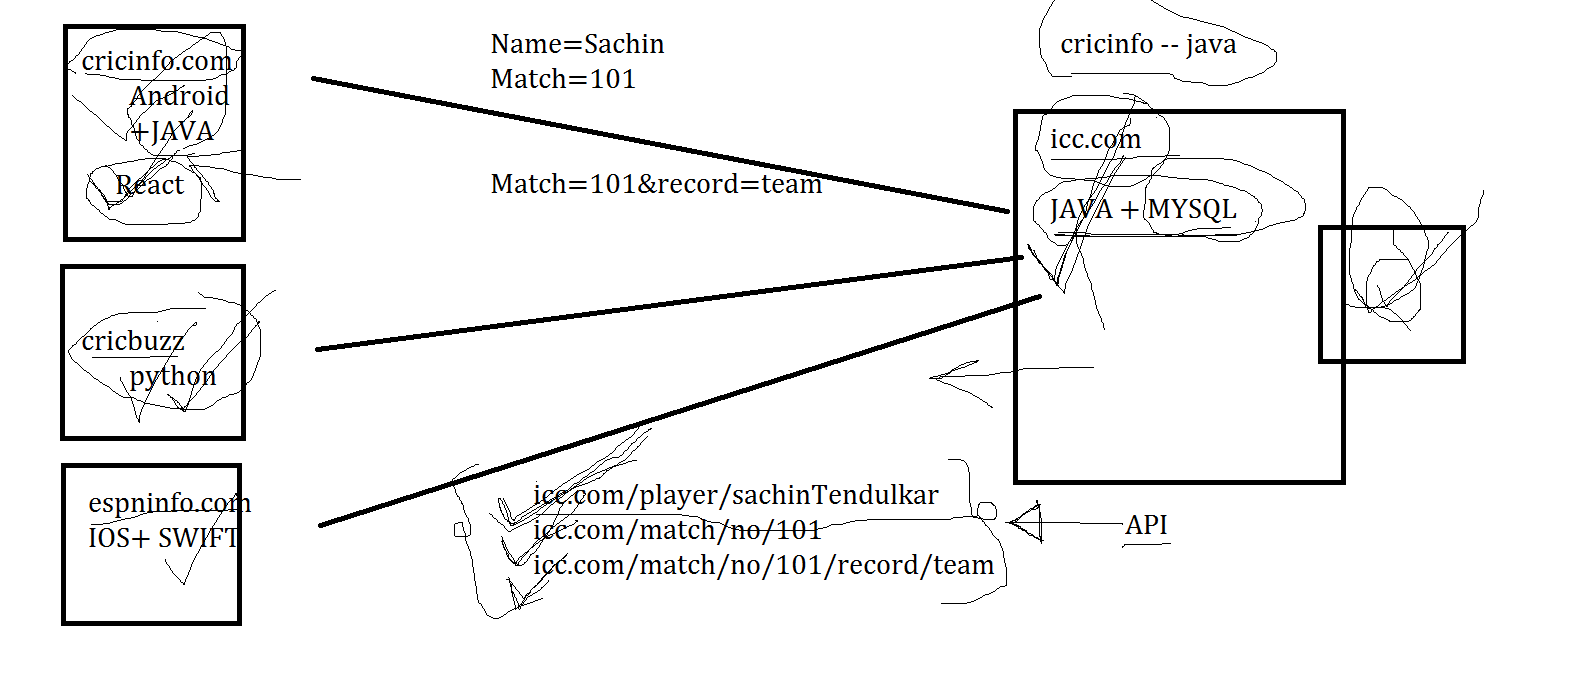 cricinfo.com
Android
+JAVA
React
cricbuzz
python
espninfo.com
IOS+ SWIFT
Name=Sachin
Match=101
Match=101&record=team
cricinfo -- java
icc.com
JAVA + MYSQL
icc.com/player/sachinTendulkar
icc.com/match/no/101
icc.com/match/no/101/record/team
API